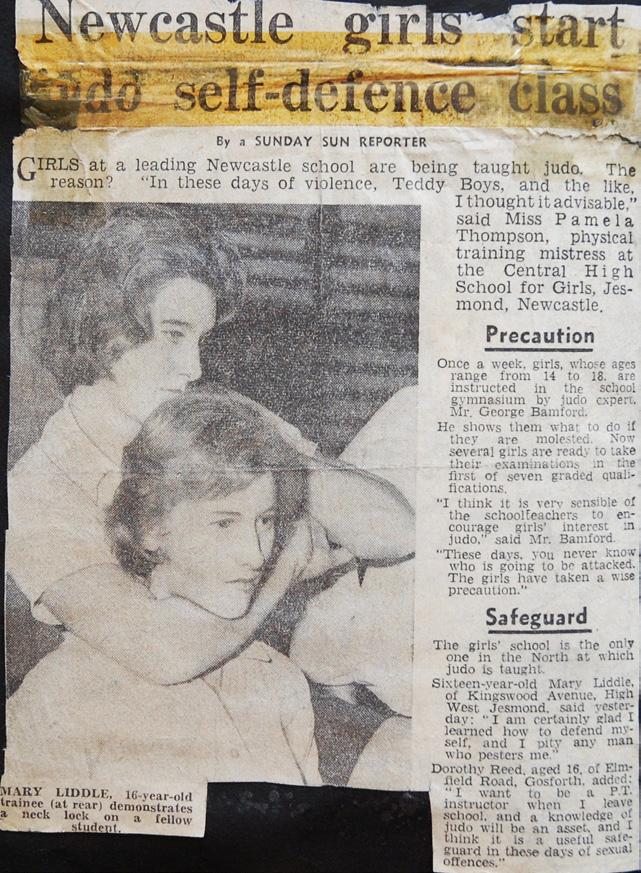 Newcastle girls start
judo self-defence class
By a SUNDAY SUN REPORTER
GIRLS at a leading Newcastle school are being taught judo. The
reason? "In these days of violence, Teddy Boys, and the like,
I thought it advisable,"
said Miss Pamela
Thompson, physical
training mistress at
the Central High
School for Girls, Jes-
mond, Newcastle.
Precaution
Once a week, girls, whose ages
range from 14 to 18, are
instructed in the school
gymnasium by judo expert,
Mr. George Bamford.
He shows them what to do if
they are molested. Now
several girls are ready to take
their examinations in the
first of seven graded quali-
fications.
"I think it is very sensible of
the schoolteachers to en-
courage girls' interest in
judo," said Mr. Bamford.
"These days, you never know
who is going to be attacked.
The girls have taken a wise
precaution."
Safeguard
The girls' school is the only
one in the North at which
judo is taught.
Sixteen-year-old Mary Liddle,
of Kingswood Avenue, High
West Jesmond, said yester-
day: "I am certainly glad I
learned how to defend my-
self, and I pity any man
who pesters me."
Dorothy Reed, aged 16, of Elm-
field Road, Gosforth, added:
"I want to be a P.T.
instructor when I leave
school, and a knowledge of
judo will be an asset, and I
think it is a useful safe-
guard in these days of sexual
offences."
MARY LIDDLE, 16-year-old
trainee (at rear) demonstrates
a neck lock on a fellow
student.